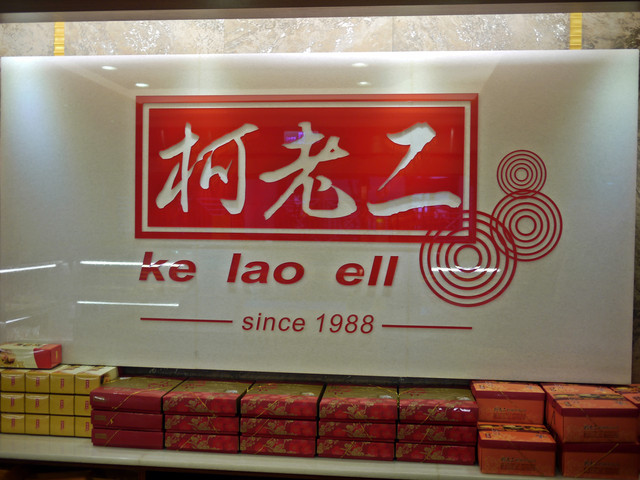 柯老二
ke lao ell
since 1988